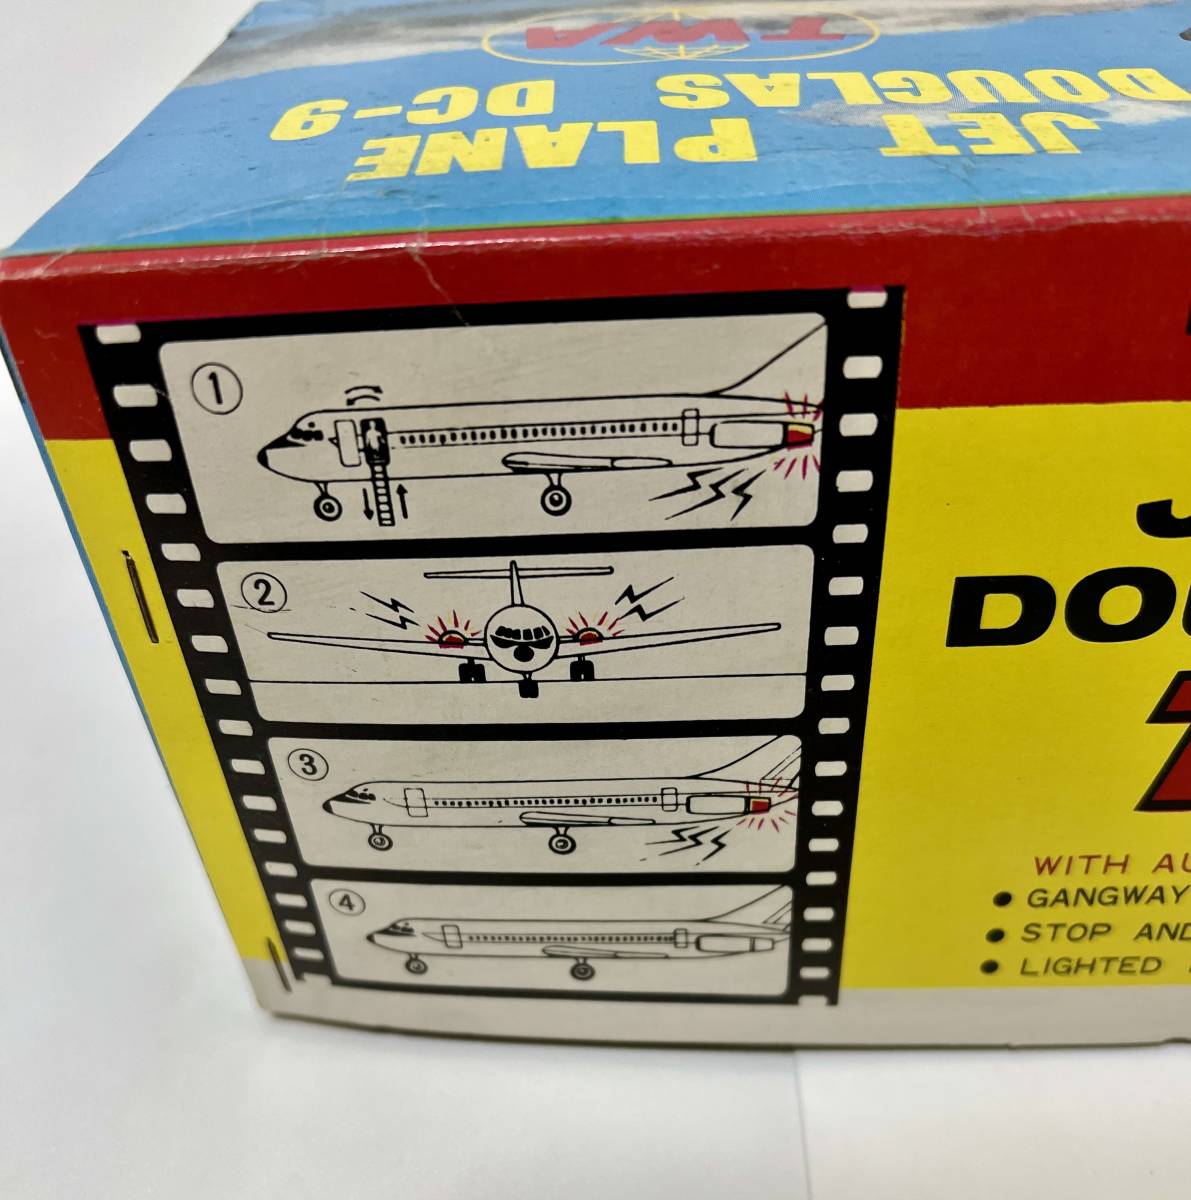 TWA
DOUGLAS DC-9
JET PLANE
1
2
3
4
DOU
WITH AU
• GANGWAY
• STOP AND
• LIGHTED